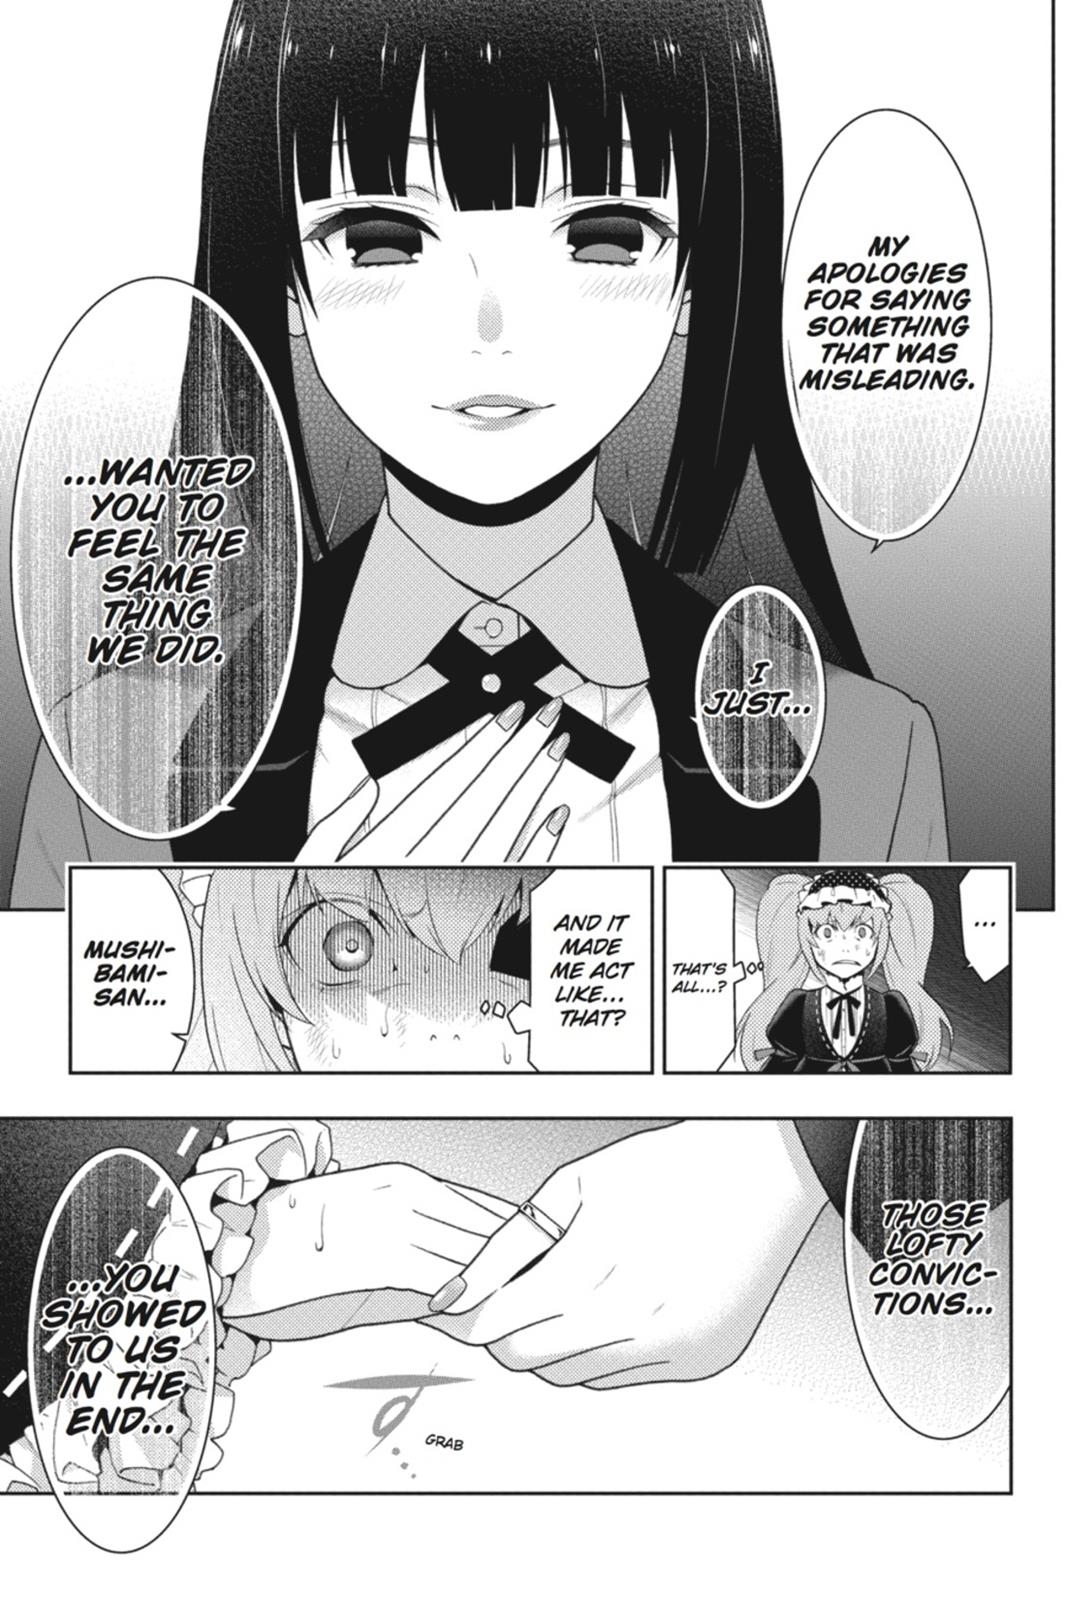 MY
APOLOGIES
FOR SAYING
SOMETHING
THAT WAS
MISLEADING.
I
JUST...
...WANTED
YOU TO
FEEL THE
SAME
THING
WE DID.
...
THAT'S
ALL...?
AND IT
MADE
ME ACT
LIKE...
THAT?
MUSHI-
BAMI-
SAN...
THOSE
LOFTY
CONVIC-
TIONS...
GRAB
...YOU
SHOWED
TO US
IN THE
END...